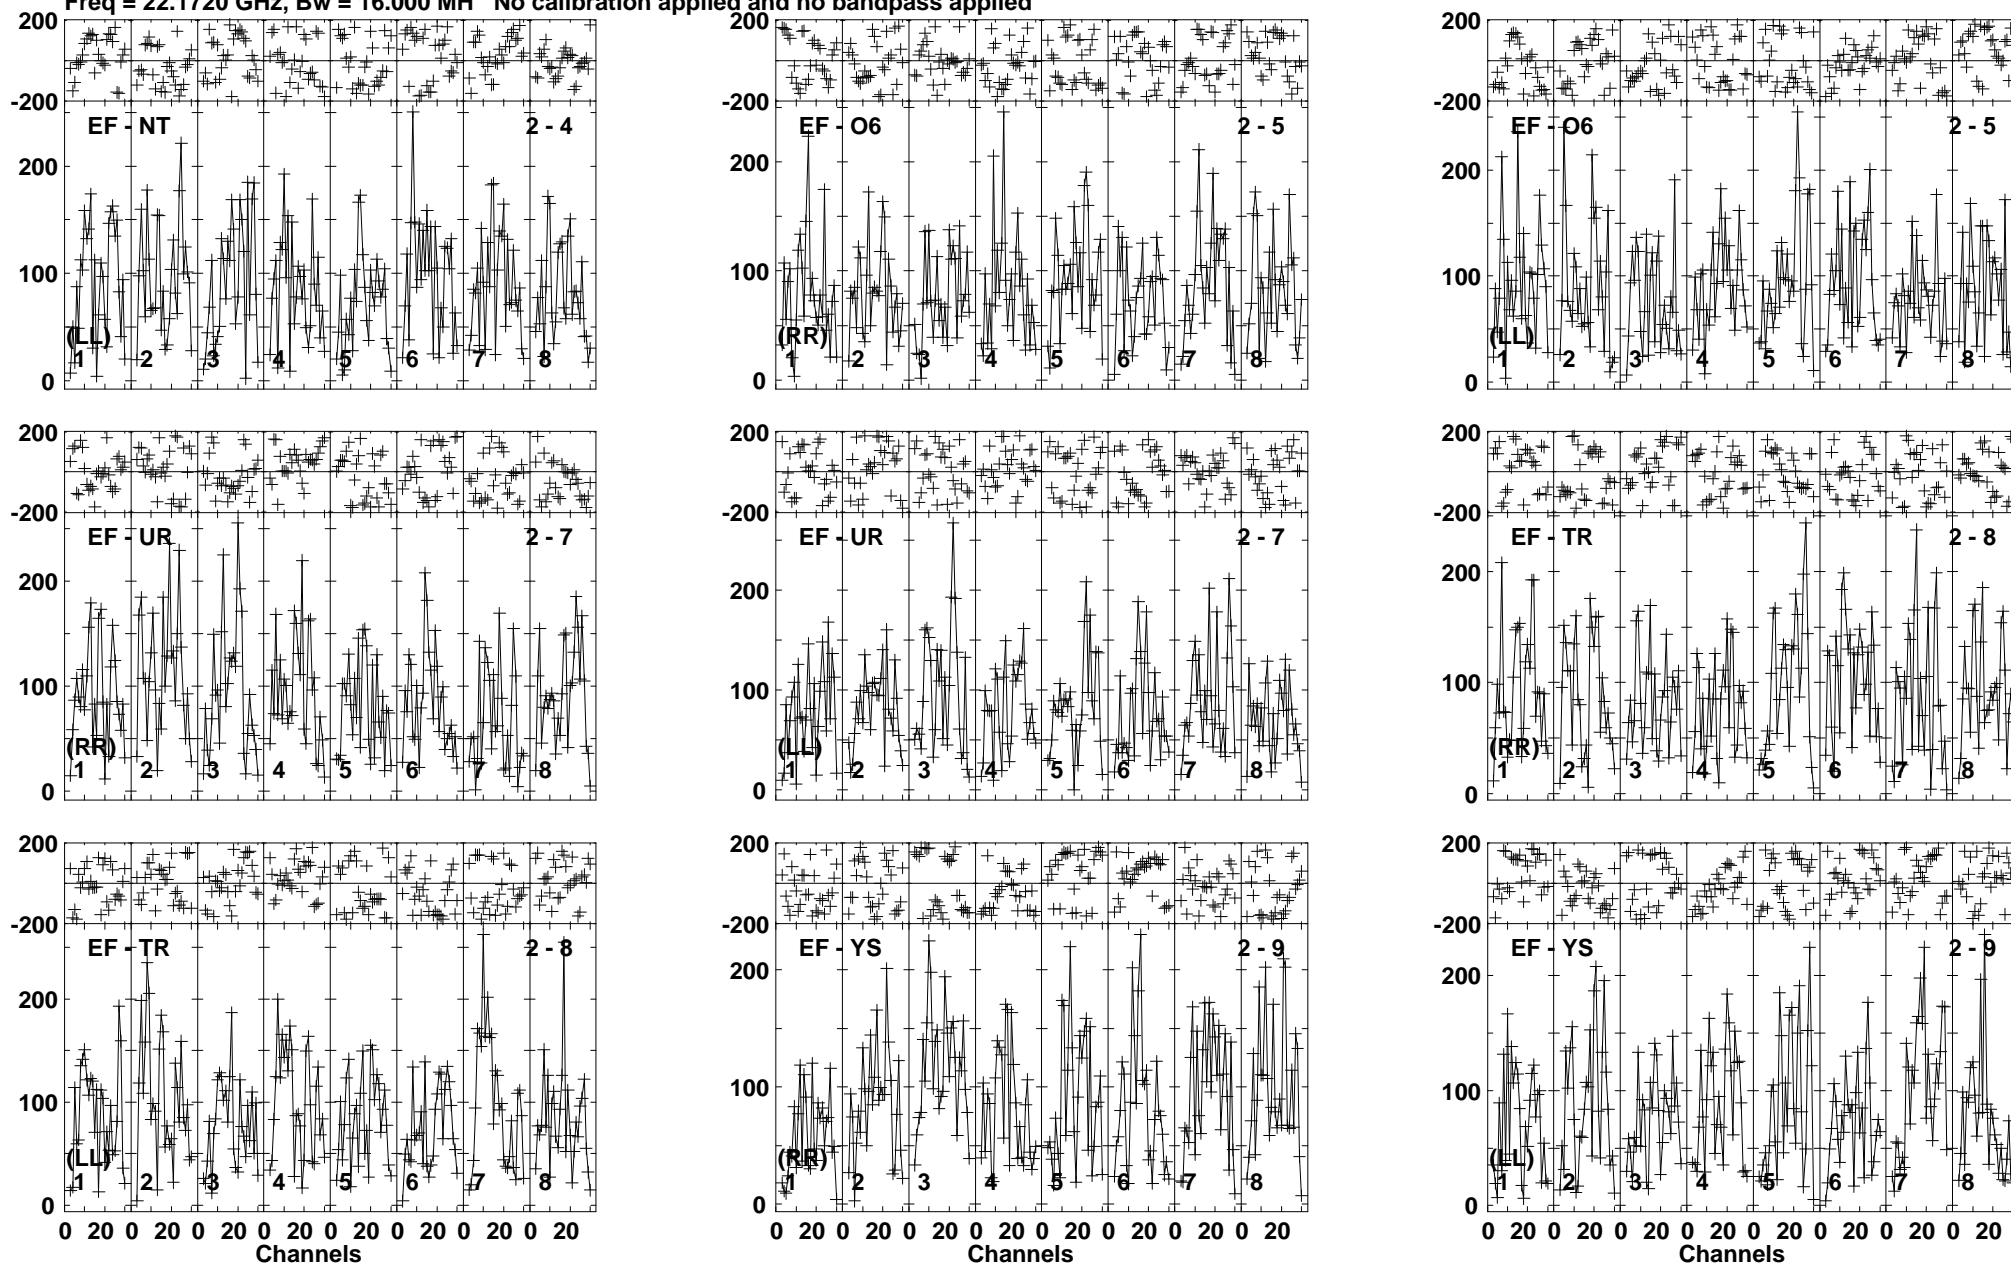 Freq = 22.1720 GHz, Bw = 16.000 MH No calibration applied and no bandpass applied
200 200 200
-200 -200 -200
EF - NT 2 - 4 EF - O6 2 - 5 EF - O6 2 - 5
200 200 200
100 100 100
(LL) (RR) (LL)
1 2 3 4 5 6 7 8 1 2 3 4 5 6 7 8 1 2 3 4 5 6 7 8
0 0 0
200 200 200
-200 -200 -200
EF - UR 2 - 7 EF - UR 2 - 7 EF - TR 2 - 8
200 200 200
100 100 100
(RR) (LL) (RR)
1 2 3 4 5 6 7 8 1 2 3 4 5 6 7 8 1 2 3 4 5 6 7 8
0 0 0
200 200 200
-200 -200 -200
EF - TR 2 - 8 EF - YS 2 - 9 EF - YS 2 - 9
200 200 200
100 100 100
(LL) (RR) (LL)
1 2 3 4 5 6 7 8 1 2 3 4 5 6 7 8 1 2 3 4 5 6 7 8
0 0 0
0 20 0 20 0 20 0 20 0 20 0 20 0 20 0 20 0 20 0 20 0 20 0 20 0 20 0 20 0 20 0 20 0 20 0 20 0 20 0 20 0 20 0 20 0 20 0 20
Channels Channels Channels